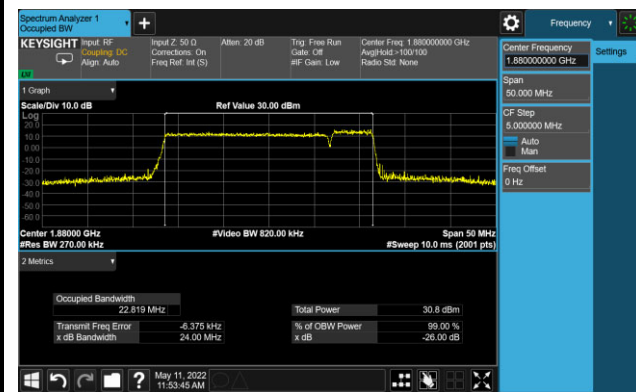 Spectrum Analyzer 1
Occupied BW
+
Frequency
KEYSIGHT
Input: RF
Coupling: DC
Align: Auto
Input Z: 50 Ω
Corrections: On
Freq Ref: Int (S)
Atten: 20 dB
Trig: Free Run
Gate: Off
#IF Gain: Low
Center Freq: 1.880000000 GHz
Avg|Hold:>100/100
Radio Std: None
Center Frequency
1.880000000 GHz
Settings
Span
50.000 MHz
CF Step
5.000000 MHz
Auto
Man
Freq Offset
0 Hz
1 Graph
Scale/Div 10.0 dB
Ref Value 30.00 dBm
Log
20.0
10.0
0.00
-10.0
-20.0
-30.0
-40.0
-50.0
-60.0
Center 1.88000 GHz
#Video BW 820.00 kHz
Span 50 MHz
#Res BW 270.00 kHz
#Sweep 10.0 ms (2001 pts)
2 Metrics
Occupied Bandwidth
22.819 MHz
Total Power
30.8 dBm
Transmit Freq Error
-6.375 kHz
% of OBW Power
99.00 %
x dB Bandwidth
24.00 MHz
x dB
-26.00 dB
?
May 11, 2022
11:53:45 AM